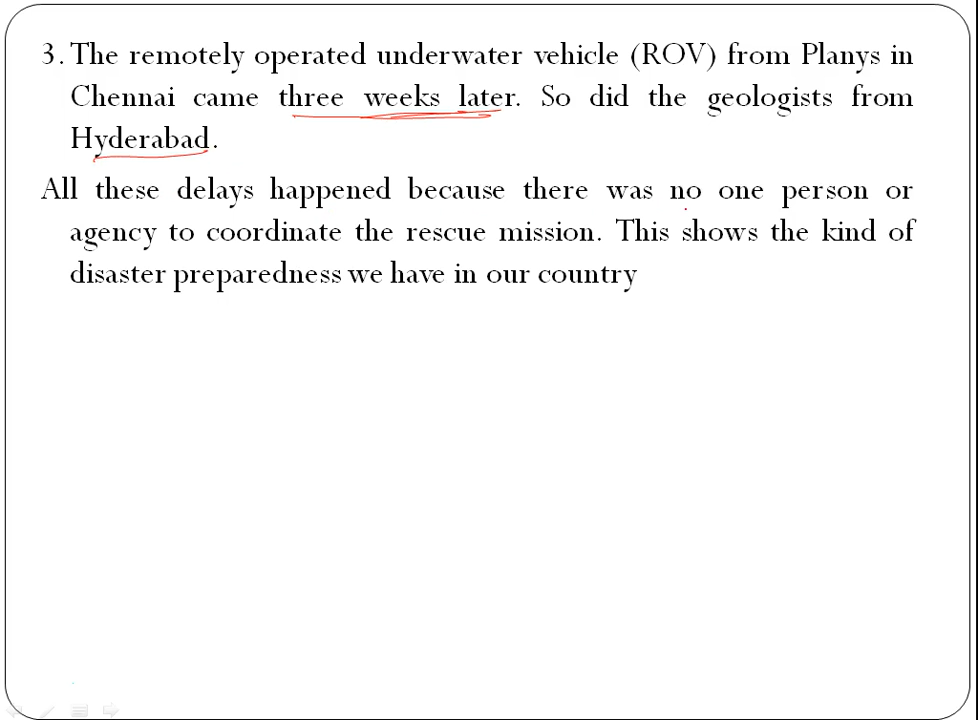 3. The remotely operated underwater vehicle (ROV) from Planys in
Chennai came three weeks later. So did the geologists from
Hyderabad.
All these delays happened because there was no one person or
agency to coordinate the rescue mission. This shows the kind of
disaster preparedness we have in our country